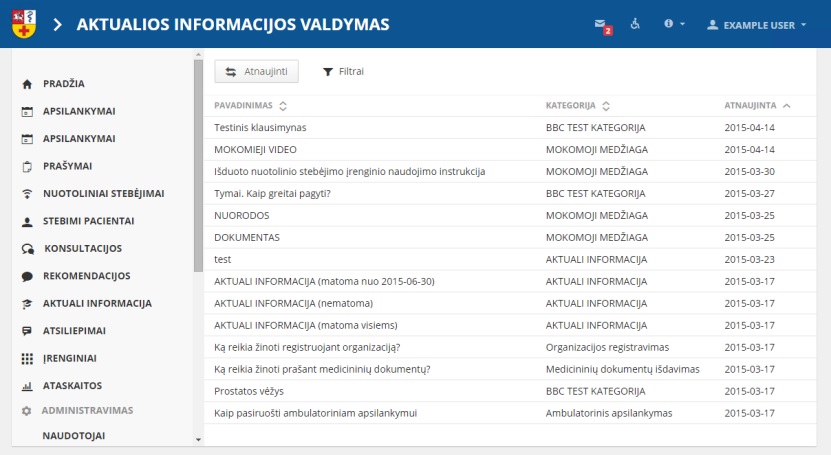 AKTUALIOS INFORMACIJOS VALDYMAS
2
EXAMPLE USER
PRADŽIA
APSILANKYMAI
APSILANKYMAI
PRAŠYMAI
NUOTOLINIAI STEBĖJIMAI
STEBIMI PACIENTAI
KONSULTACIJOS
REKOMENDACIJOS
AKTUALI INFORMACIJA
ATSILIEPIMAI
ĮRENGINIAI
ATASKAITOS
ADMINISTRAVIMAS
NAUDOTOJAI
Atnaujinti Filtrai
PAVADINIMAS KATEGORIJA ATNAUJINTA
Testinis klausimynas BBC TEST KATEGORIJA 2015-04-14
MOKOMIEJI VIDEO MOKOMOJI MEDŽIAGA 2015-04-14
Išduoto nuotolinio stebėjimo įrenginio naudojimo instrukcija MOKOMOJI MEDŽIAGA 2015-03-30
Tymai. Kaip greitai pagyti? BBC TEST KATEGORIJA 2015-03-27
NUORODOS MOKOMOJI MEDŽIAGA 2015-03-25
DOKUMENTAS MOKOMOJI MEDŽIAGA 2015-03-25
test AKTUALI INFORMACIJA 2015-03-23
AKTUALI INFORMACIJA (matoma nuo 2015-06-30) AKTUALI INFORMACIJA 2015-03-17
AKTUALI INFORMACIJA (nematoma) AKTUALI INFORMACIJA 2015-03-17
AKTUALI INFORMACIJA (matoma visiems) AKTUALI INFORMACIJA 2015-03-17
Ką reikia žinoti registruojant organizaciją? Organizacijos registravimas 2015-03-17
Ką reikia žinoti prašant medicininių dokumentų? Medicininių dokumentų išdavimas 2015-03-17
Prostatos vėžys BBC TEST KATEGORIJA 2015-03-17
Kaip pasiruošti ambulatoriniam apsilankymui Ambulatorinis apsilankymas 2015-03-17